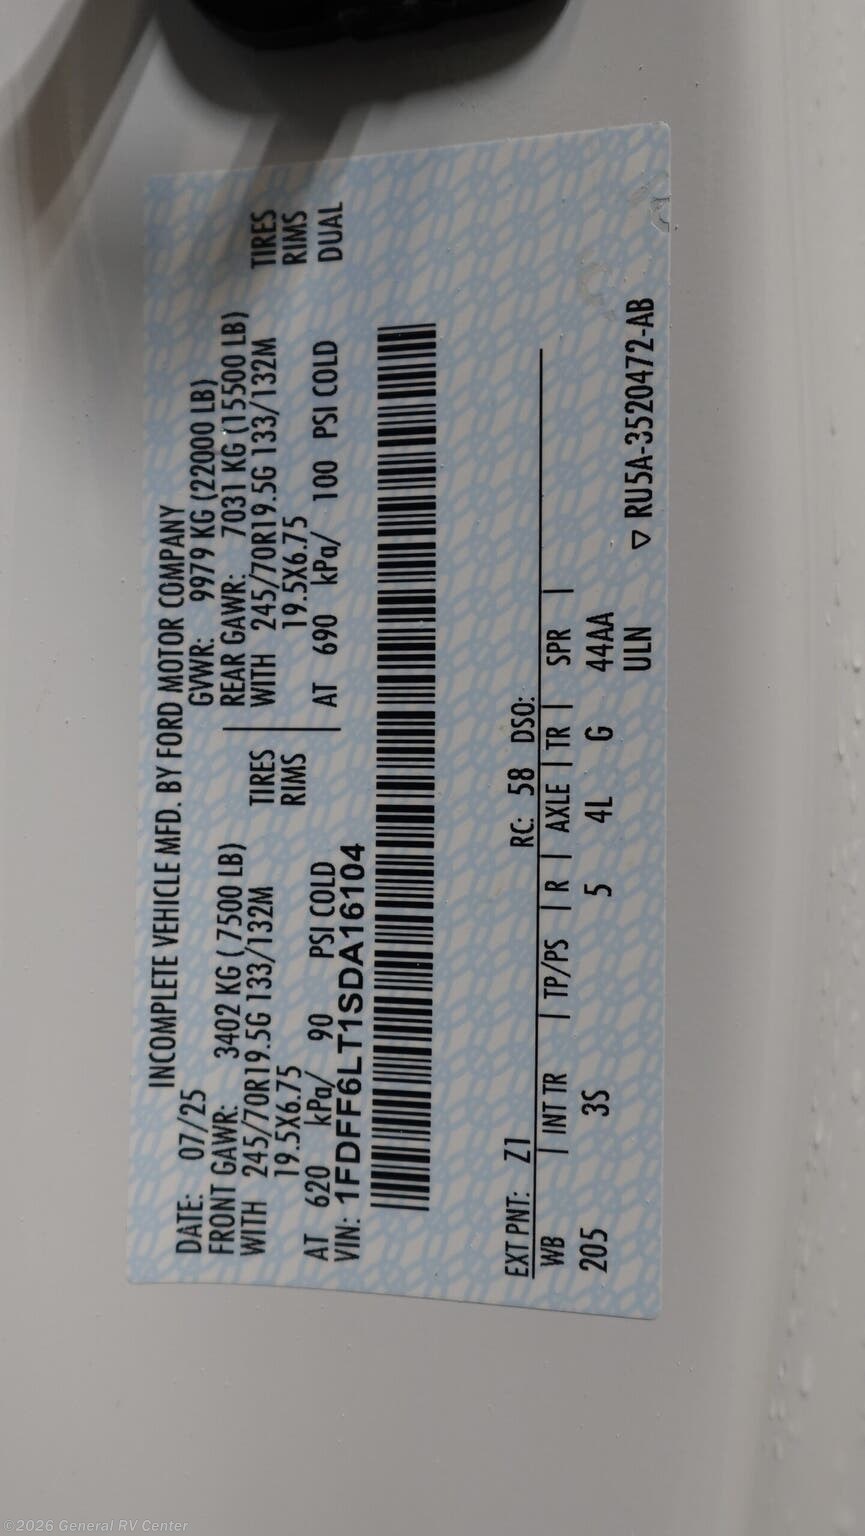 INCOMPLETE VEHICLE MFD. BY FORD MOTOR COMPANY
DATE: 07/25 GVWR: 9979 KG (22000 LB)
FRONT GAWR: 3402 KG ( 7500 LB) REAR GAWR: 7031 KG (15500 LB)
WITH 245/70R19.5G 133/132M TIRES WITH 245/70R19.5G 133/132M TIRES
19.5X6.75 RIMS 19.5X6.75 RIMS
AT 620 kPa/ 90 PSI COLD AT 690 kPa/ 100 PSI COLD DUAL
VIN: 1FDFF6LT1SDA16104
EXT PNT: Z1 RC: 58 DSO:
WB | INT TR | TP/PS | R | AXLE | TR | SPR |
205 3S 5 4L G 44AA
ULN ▽ RU5A-3520472-AB
©2026 General RV Center